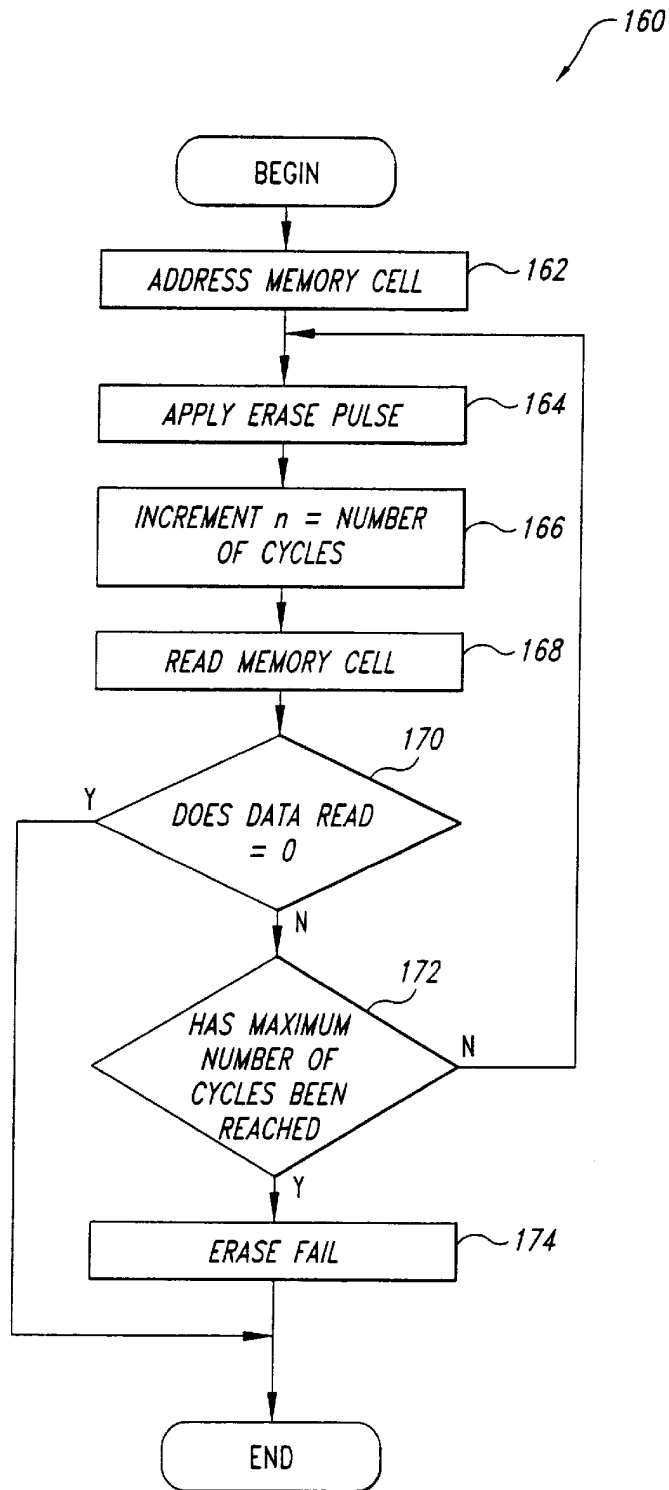 160
BEGIN
ADDRESS MEMORY CELL
162
APPLY ERASE PULSE
164
INCREMENT n = NUMBER
OF CYCLES
166
READ MEMORY CELL
168
170
Y
DOES DATA READ
= 0
N
172
HAS MAXIMUM
NUMBER OF
CYCLES BEEN
REACHED
N
Y
ERASE FAIL
174
END